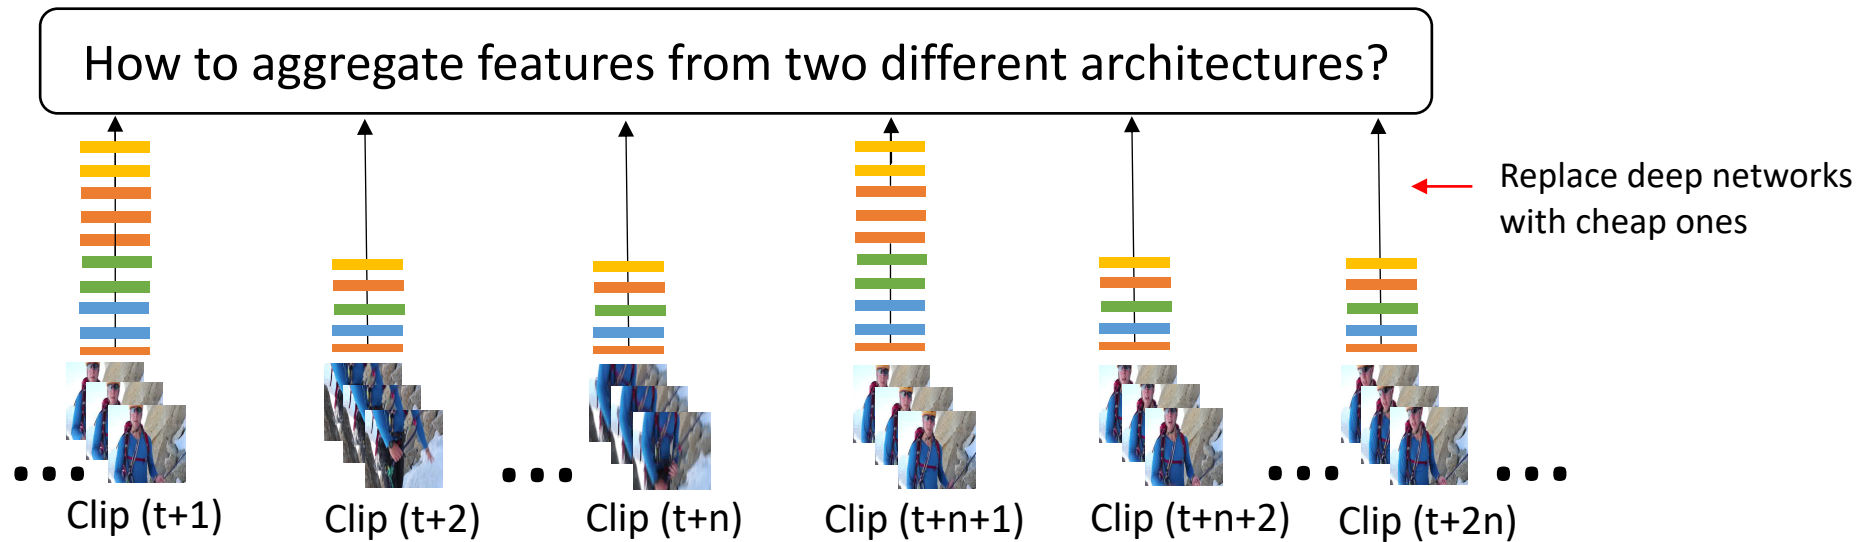 How to aggregate features from two different architectures?
Replace deep networks
with cheap ones
Clip (t+1)
Clip (t+2)
Clip (t+n)
Clip (t+n+1)
Clip (t+n+2)
Clip (t+2n)